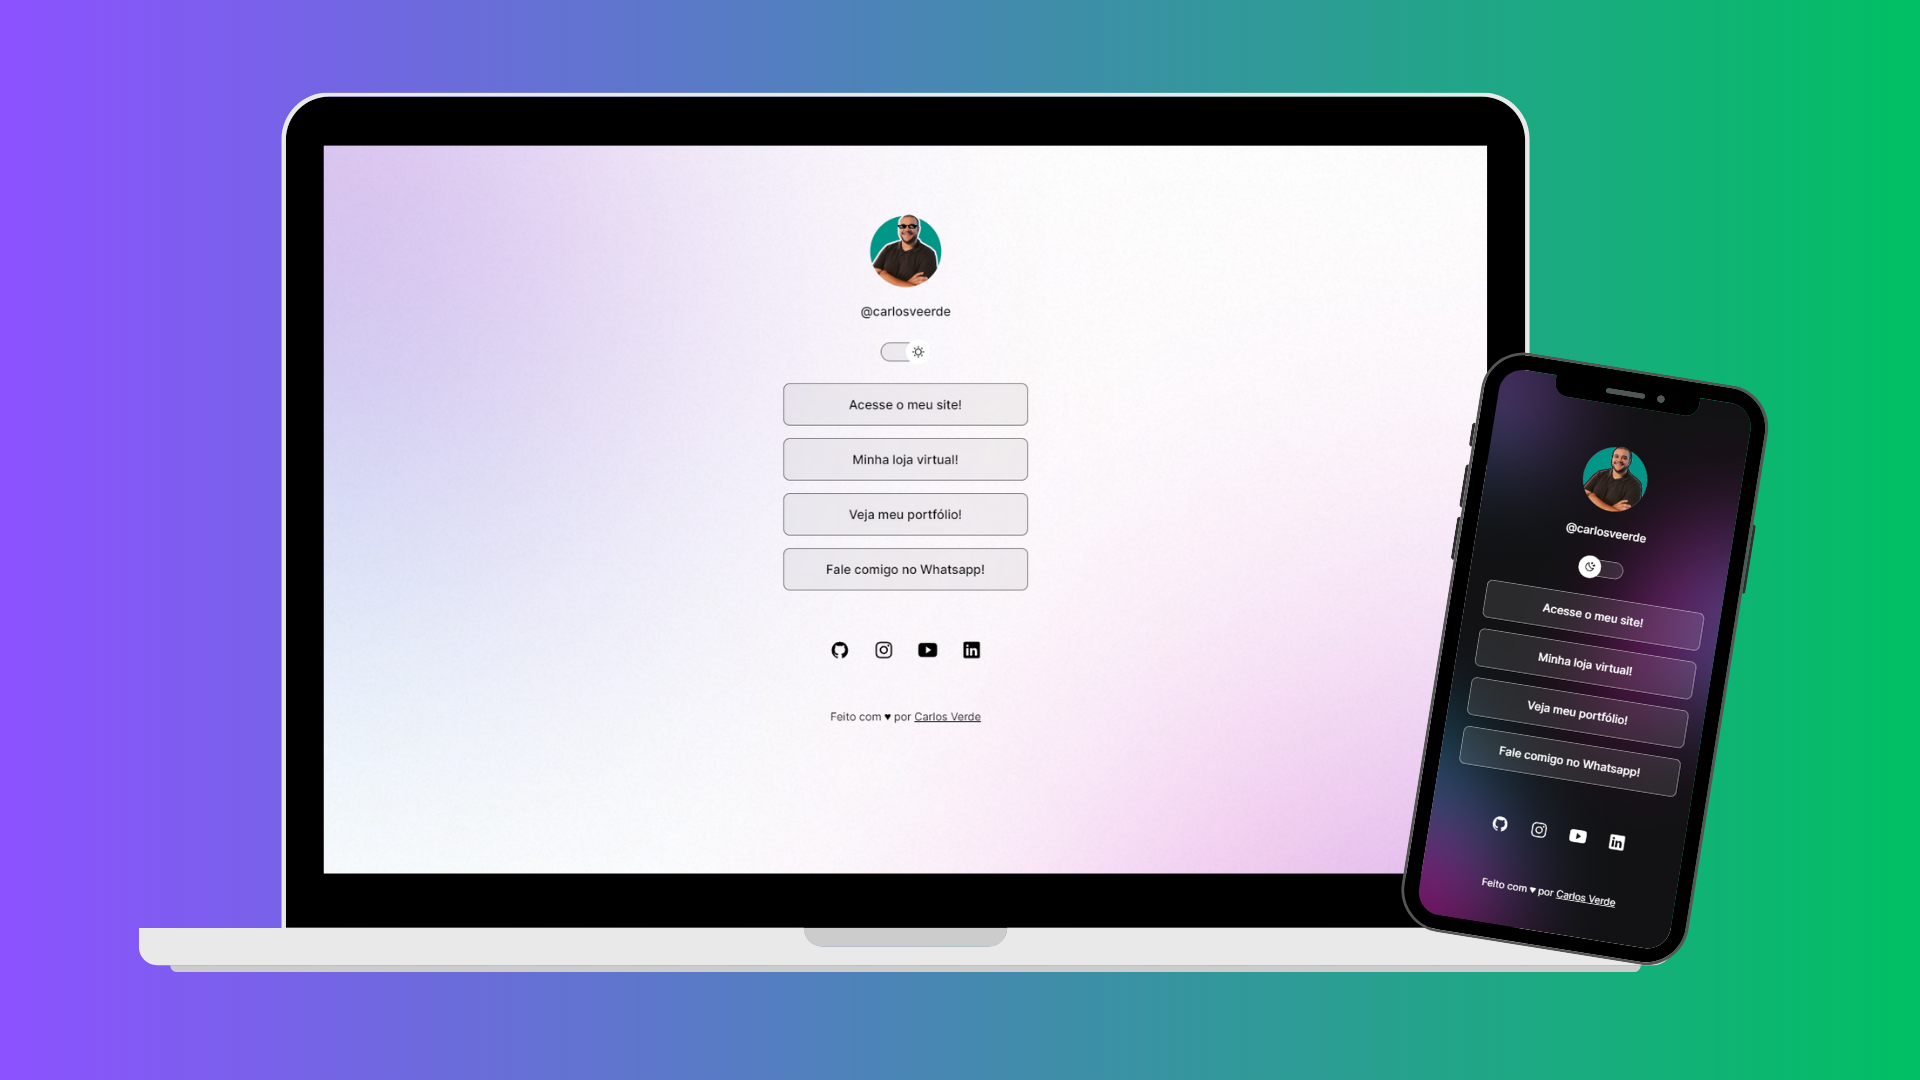 @carlosveerde
Acesse o meu site!
Minha loja virtual!
Veja meu portfólio!
Fale comigo no Whatsapp!
in
Feito com ♥ por Carlos Verde
@carlosveerde
Acesse o meu site!
Minha loja virtual!
Veja meu portfólio!
Fale comigo no Whatsapp!
in
Feito com ♥ por Carlos Verde